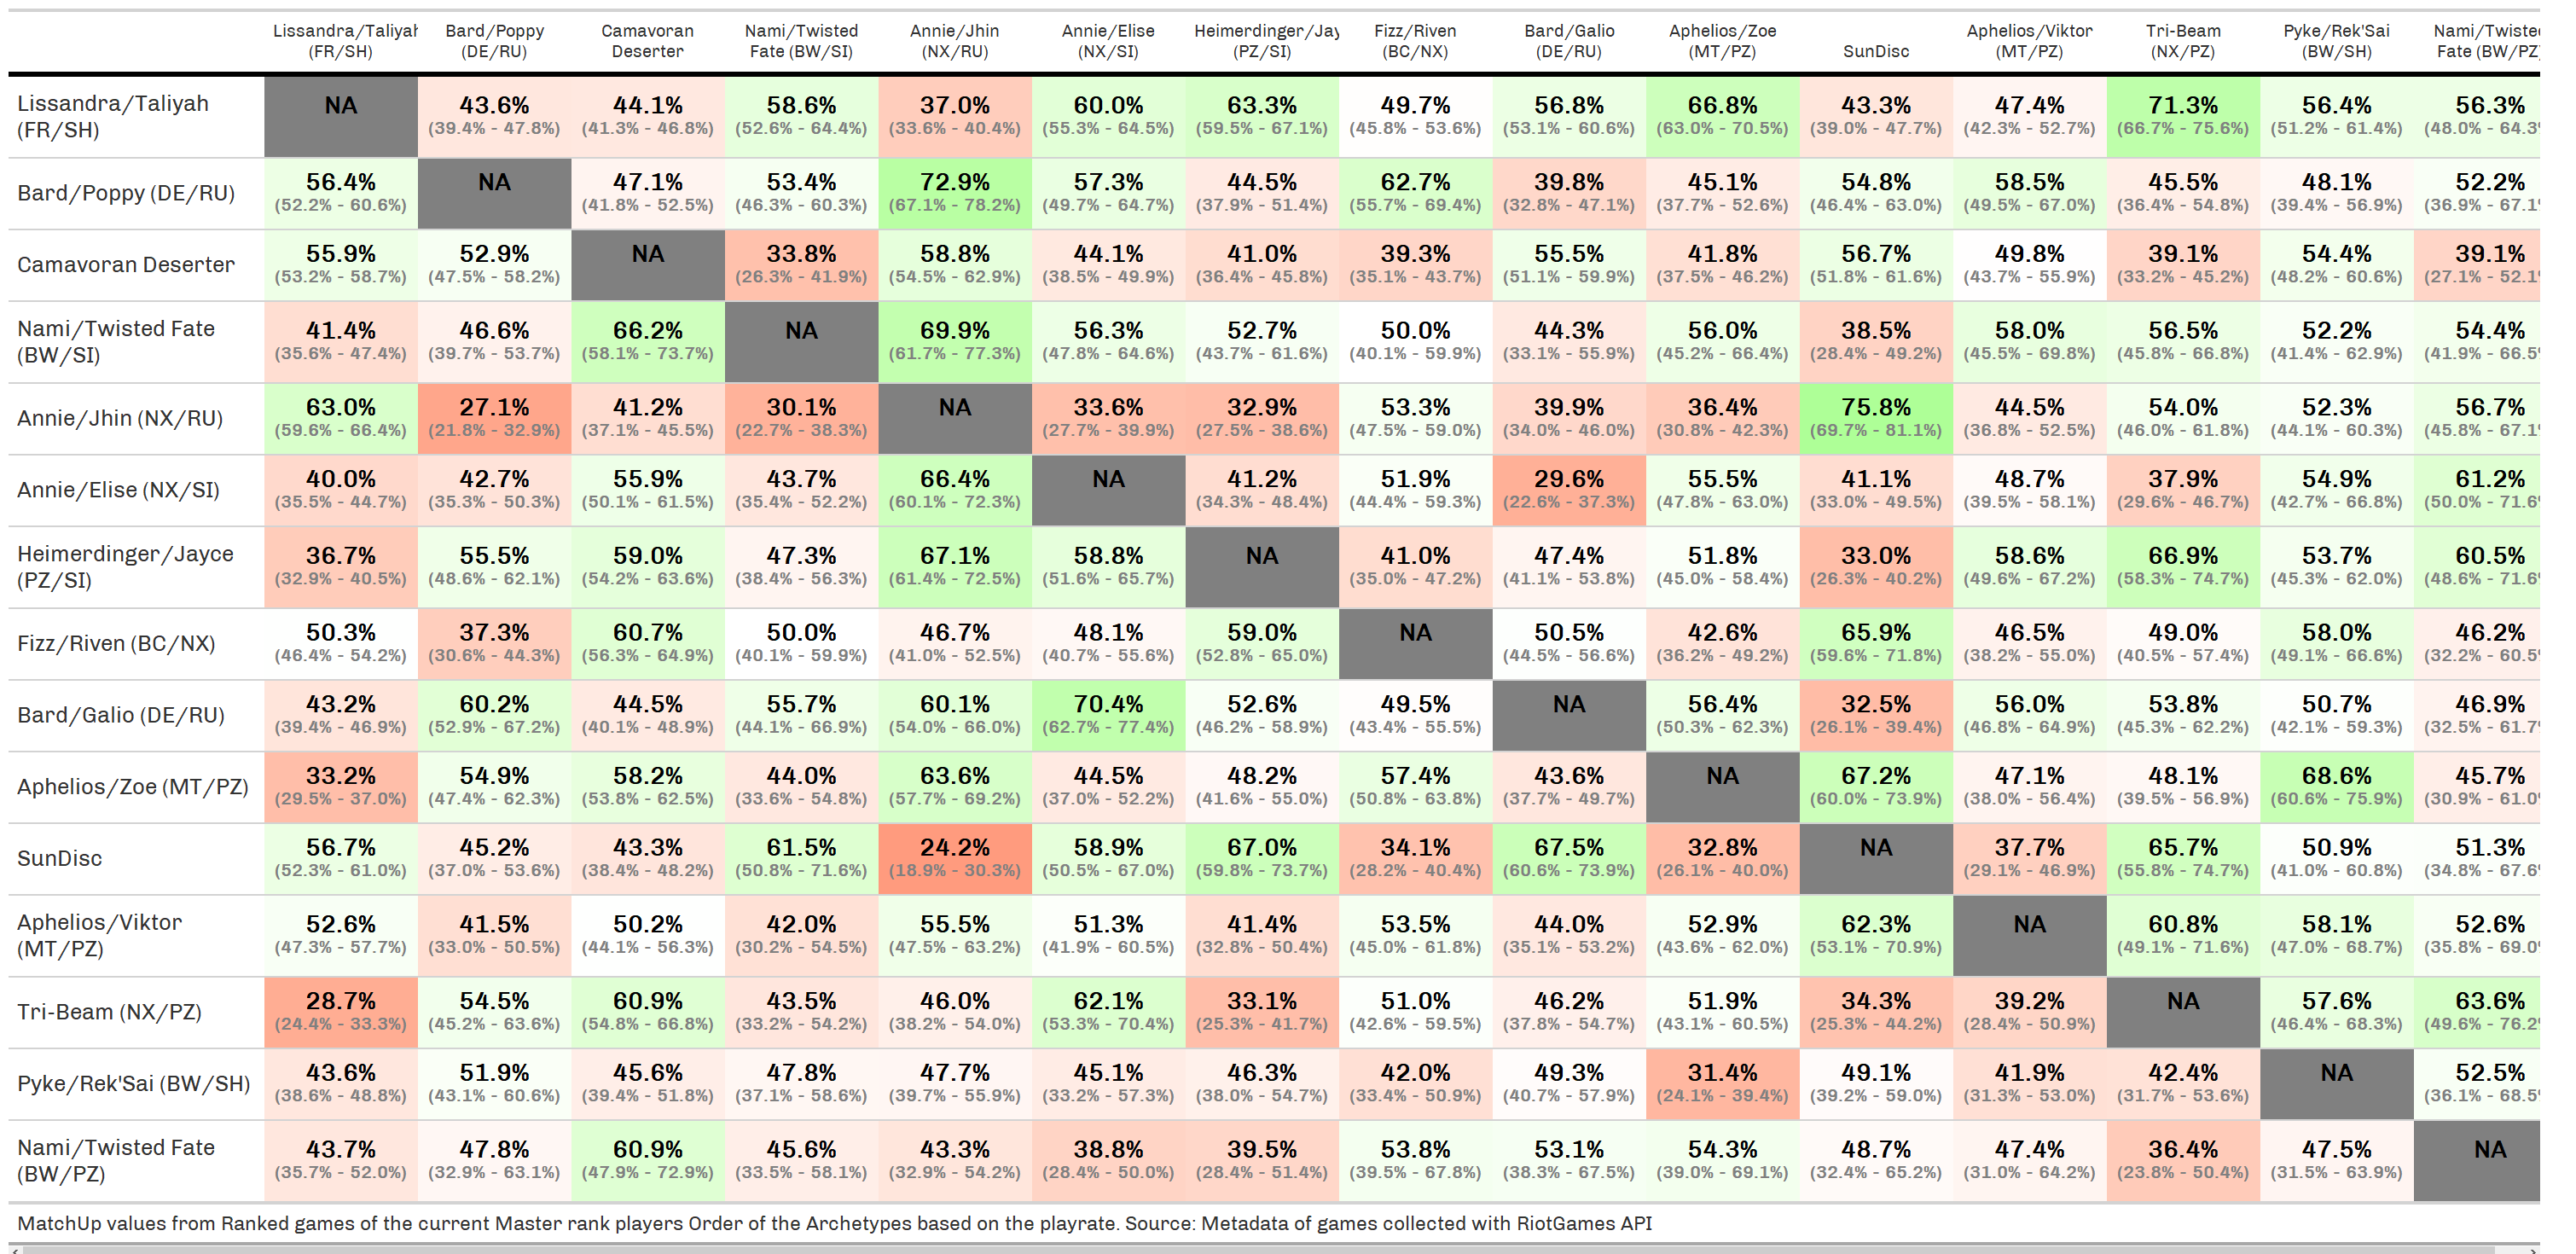 Lissandra/Taliyah Bard/Poppy Camavoran Nami/Twisted Annie/Jhin Annie/Elise Heimerdinger/Jay Fizz/Riven Bard/Galio Aphelios/Zoe Aphelios/Viktor Tri-Beam Pyke/Rek'Sai Nami/Twisted
(FR/SH) (DE/RU) Deserter Fate (BW/SI) (NX/RU) (NX/SI) (PZ/SI) (BC/NX) (DE/RU) (MT/PZ) SunDisc (MT/PZ) (NX/PZ) (BW/SH) Fate (BW/PZ
Lissandra/Taliyah NA 43.6% 44.1% 58.6% 37.0% 60.0% 63.3% 49.7% 56.8% 66.8% 43.3% 47.4% 71.3% 56.4% 56.3%
(FR/SH) (39.4% - 47.8%) (41.3% - 46.8%) (52.6% - 64.4%) (33.6% - 40.4%) (55.3% - 64.5%) (59.5% - 67.1%) (45.8% - 53.6%) (53.1% - 60.6%) (63.0% - 70.5%) (39.0% - 47.7%) (42.3% - 52.7%) (66.7% - 75.6%) (51.2% - 61.4%) (48.0% - 64.3%
Bard/Poppy (DE/RU) 56.4% NA 47.1% 53.4% 72.9% 57.3% 44.5% 62.7% 39.8% 45.1% 54.8% 58.5% 45.5% 48.1% 52.2%
(52.2% - 60.6%) (41.8% - 52.5%) (46.3% - 60.3%) (67.1% - 78.2%) (49.7% - 64.7%) (37.9% - 51.4%) (55.7% - 69.4%) (32.8% - 47.1%) (37.7% - 52.6%) (46.4% - 63.0%) (49.5% - 67.0%) (36.4% - 54.8%) (39.4% - 56.9%) (36.9% - 67.1%
Camavoran Deserter 55.9% 52.9% NA 33.8% 58.8% 44.1% 41.0% 39.3% 55.5% 41.8% 56.7% 49.8% 39.1% 54.4% 39.1%
(53.2% - 58.7%) (47.5% - 58.2%) (26.3% - 41.9%) (54.5% - 62.9%) (38.5% - 49.9%) (36.4% - 45.8%) (35.1% - 43.7%) (51.1% - 59.9%) (37.5% - 46.2%) (51.8% - 61.6%) (43.7% - 55.9%) (33.2% - 45.2%) (48.2% - 60.6%) (27.1% - 52.1%
Nami/Twisted Fate 41.4% 46.6% 66.2% NA 69.9% 56.3% 52.7% 50.0% 44.3% 56.0% 38.5% 58.0% 56.5% 52.2% 54.4%
(BW/SI) (35.6% - 47.4%) (39.7% - 53.7%) (58.1% - 73.7%) (61.7% - 77.3%) (47.8% - 64.6%) (43.7% - 61.6%) (40.1% - 59.9%) (33.1% - 55.9%) (45.2% - 66.4%) (28.4% - 49.2%) (45.5% - 69.8%) (45.8% - 66.8%) (41.4% - 62.9%) (41.9% - 66.5%
Annie/Jhin (NX/RU) 63.0% 27.1% 41.2% 30.1% NA 33.6% 32.9% 53.3% 39.9% 36.4% 75.8% 44.5% 54.0% 52.3% 56.7%
(59.6% - 66.4%) (21.8% - 32.9%) (37.1% - 45.5%) (22.7% - 38.3%) (27.7% - 39.9%) (27.5% - 38.6%) (47.5% - 59.0%) (34.0% - 46.0%) (30.8% - 42.3%) (69.7% - 81.1%) (36.8% - 52.5%) (46.0% - 61.8%) (44.1% - 60.3%) (45.8% - 67.1%
Annie/Elise (NX/SI) 40.0% 42.7% 55.9% 43.7% 66.4% NA 41.2% 51.9% 29.6% 55.5% 41.1% 48.7% 37.9% 54.9% 61.2%
(35.5% - 44.7%) (35.3% - 50.3%) (50.1% - 61.5%) (35.4% - 52.2%) (60.1% - 72.3%) (34.3% - 48.4%) (44.4% - 59.3%) (22.6% - 37.3%) (47.8% - 63.0%) (33.0% - 49.5%) (39.5% - 58.1%) (29.6% - 46.7%) (42.7% - 66.8%) (50.0% - 71.6%
Heimerdinger/Jayce 36.7% 55.5% 59.0% 47.3% 67.1% 58.8% NA 41.0% 47.4% 51.8% 33.0% 58.6% 66.9% 53.7% 60.5%
(PZ/SI) (32.9% - 40.5%) (48.6% - 62.1%) (54.2% - 63.6%) (38.4% - 56.3%) (61.4% - 72.5%) (51.6% - 65.7%) (35.0% - 47.2%) (41.1% - 53.8%) (45.0% - 58.4%) (26.3% - 40.2%) (49.6% - 67.2%) (58.3% - 74.7%) (45.3% - 62.0%) (48.6% - 71.6%
Fizz/Riven (BC/NX) 50.3% 37.3% 60.7% 50.0% 46.7% 48.1% 59.0% NA 50.5% 42.6% 65.9% 46.5% 49.0% 58.0% 46.2%
(46.4% - 54.2%) (30.6% - 44.3%) (56.3% - 64.9%) (40.1% - 59.9%) (41.0% - 52.5%) (40.7% - 55.6%) (52.8% - 65.0%) (44.5% - 56.6%) (36.2% - 49.2%) (59.6% - 71.8%) (38.2% - 55.0%) (40.5% - 57.4%) (49.1% - 66.6%) (32.2% - 60.5%
Bard/Galio (DE/RU) 43.2% 60.2% 44.5% 55.7% 60.1% 70.4% 52.6% 49.5% NA 56.4% 32.5% 56.0% 53.8% 50.7% 46.9%
(39.4% - 46.9%) (52.9% - 67.2%) (40.1% - 48.9%) (44.1% - 66.9%) (54.0% - 66.0%) (62.7% - 77.4%) (46.2% - 58.9%) (43.4% - 55.5%) (50.3% - 62.3%) (26.1% - 39.4%) (46.8% - 64.9%) (45.3% - 62.2%) (42.1% - 59.3%) (32.5% - 61.7%
Aphelios/Zoe (MT/PZ) 33.2% 54.9% 58.2% 44.0% 63.6% 44.5% 48.2% 57.4% 43.6% NA 67.2% 47.1% 48.1% 68.6% 45.7%
(29.5% - 37.0%) (47.4% - 62.3%) (53.8% - 62.5%) (33.6% - 54.8%) (57.7% - 69.2%) (37.0% - 52.2%) (41.6% - 55.0%) (50.8% - 63.8%) (37.7% - 49.7%) (60.0% - 73.9%) (38.0% - 56.4%) (39.5% - 56.9%) (60.6% - 75.9%) (30.9% - 61.0%
SunDisc 56.7% 45.2% 43.3% 61.5% 24.2% 58.9% 67.0% 34.1% 67.5% 32.8% NA 37.7% 65.7% 50.9% 51.3%
(52.3% - 61.0%) (37.0% - 53.6%) (38.4% - 48.2%) (50.8% - 71.6%) (18.9% - 30.3%) (50.5% - 67.0%) (59.8% - 73.7%) (28.2% - 40.4%) (60.6% - 73.9%) (26.1% - 40.0%) (29.1% - 46.9%) (55.8% - 74.7%) (41.0% - 60.8%) (34.8% - 67.6%
Aphelios/Viktor 52.6% 41.5% 50.2% 42.0% 55.5% 51.3% 41.4% 53.5% 44.0% 52.9% 62.3% NA 60.8% 58.1% 52.6%
(MT/PZ) (47.3% - 57.7%) (33.0% - 50.5%) (44.1% - 56.3%) (30.2% - 54.5%) (47.5% - 63.2%) (41.9% - 60.5%) (32.8% - 50.4%) (45.0% - 61.8%) (35.1% - 53.2%) (43.6% - 62.0%) (53.1% - 70.9%) (49.1% - 71.6%) (47.0% - 68.7%) (35.8% - 69.0%
Tri-Beam (NX/PZ) 28.7% 54.5% 60.9% 43.5% 46.0% 62.1% 33.1% 51.0% 46.2% 51.9% 34.3% 39.2% NA 57.6% 63.6%
(24.4% - 33.3%) (45.2% - 63.6%) (54.8% - 66.8%) (33.2% - 54.2%) (38.2% - 54.0%) (53.3% - 70.4%) (25.3% - 41.7%) (42.6% - 59.5%) (37.8% - 54.7%) (43.1% - 60.5%) (25.3% - 44.2%) (28.4% - 50.9%) (46.4% - 68.3%) (49.6% - 76.2%
Pyke/Rek'Sai (BW/SH) 43.6% 51.9% 45.6% 47.8% 47.7% 45.1% 46.3% 42.0% 49.3% 31.4% 49.1% 41.9% 42.4% NA 52.5%
(38.6% - 48.8%) (43.1% - 60.6%) (39.4% - 51.8%) (37.1% - 58.6%) (39.7% - 55.9%) (33.2% - 57.3%) (38.0% - 54.7%) (33.4% - 50.9%) (40.7% - 57.9%) (24.1% - 39.4%) (39.2% - 59.0%) (31.3% - 53.0%) (31.7% - 53.6%) (36.1% - 68.5%
Nami/Twisted Fate 43.7% 47.8% 60.9% 45.6% 43.3% 38.8% 39.5% 53.8% 53.1% 54.3% 48.7% 47.4% 36.4% 47.5% NA
(BW/PZ) (35.7% - 52.0%) (32.9% - 63.1%) (47.9% - 72.9%) (33.5% - 58.1%) (32.9% - 54.2%) (28.4% - 50.0%) (28.4% - 51.4%) (39.5% - 67.8%) (38.3% - 67.5%) (39.0% - 69.1%) (32.4% - 65.2%) (31.0% - 64.2%) (23.8% - 50.4%) (31.5% - 63.9%)
MatchUp values from Ranked games of the current Master rank players Order of the Archetypes based on the playrate. Source: Metadata of games collected with RiotGames API